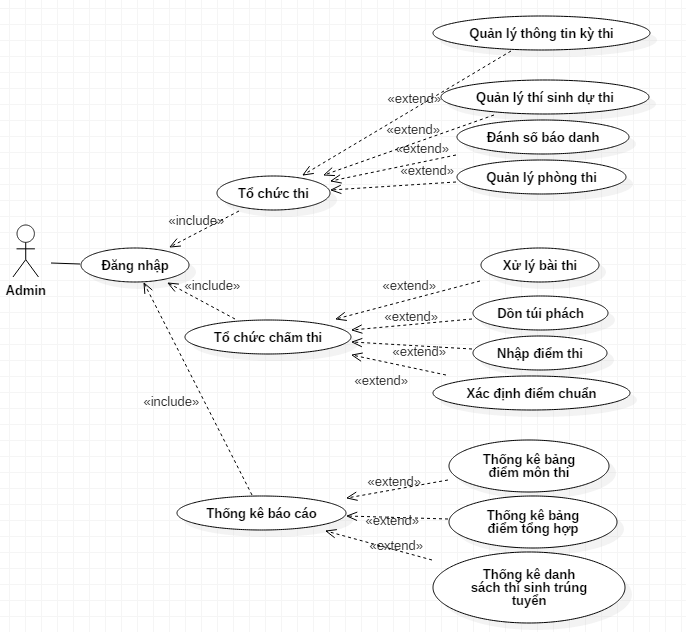 Quản lý thông tin kỳ thi
«extend»
Quản lý thí sinh dự thi
«extend»
Đánh số báo danh
«extend»
«extend»
Quản lý phòng thi
Tổ chức thi
«include»
Đăng nhập
Admin
«include»
Xử lý bài thi
«extend»
Dồn túi phách
«extend»
Tổ chức chấm thi
Nhập điểm thi
«extend»
«extend»
Xác định điểm chuẩn
«include»
Thống kê bảng
điểm môn thi
«extend»
Thống kê báo cáo
Thống kê bảng
điểm tổng hợp
«extend»
«extend»
Thống kê danh
sách thí sinh trúng
tuyển